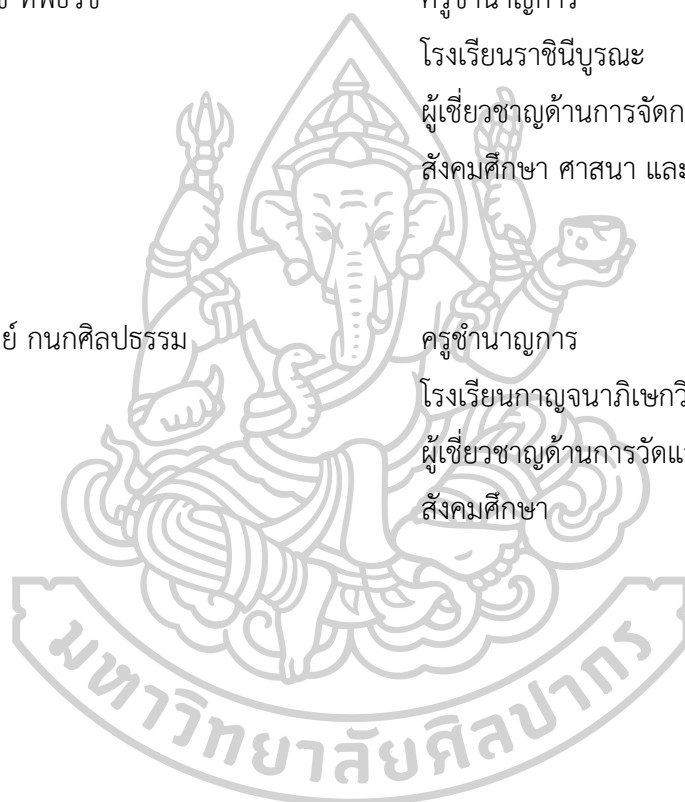 ครูชำนาญการ
โรงเรียนราชินีบูรณะ
ผู้เชี่ยวชาญด้านการจัดก
สังคมศึกษา ศาสนา และ
ย์ กนกศิลปธรรม
ครูชำนาญการ
โรงเรียนกาญจนาภิเษกวิ
ผู้เชี่ยวชาญด้านการวัดแ
สังคมศึกษา
มหาวิทยาลัยศิลปากร